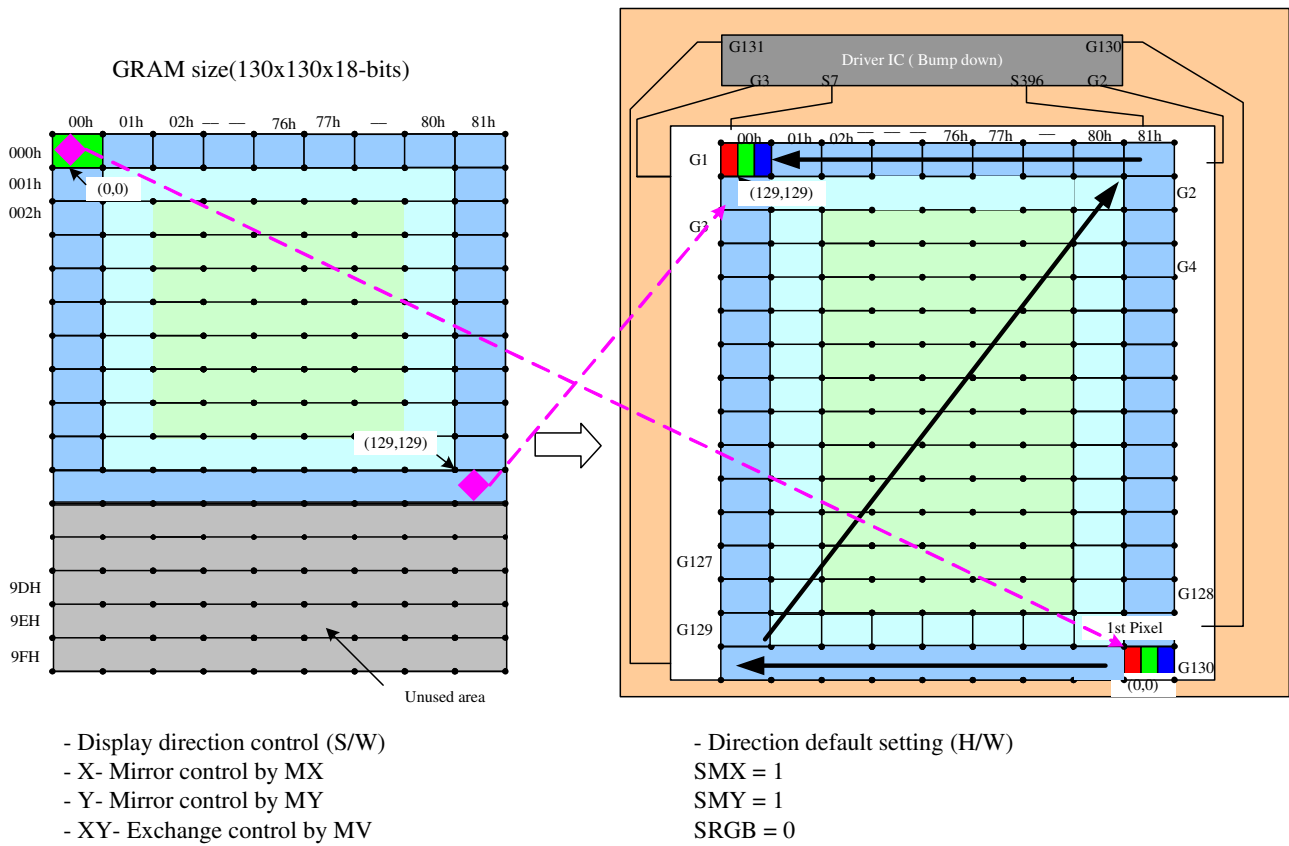 GRAM size(130x130x18-bits)
00h 01h 02h 76h 77h 80h 81h
000h
001h
002h
(0,0)
(129,129)
9DH
9EH
9FH
Unused area
- Display direction control (S/W)
- X- Mirror control by MX
- Y- Mirror control by MY
- XY- Exchange control by MV
G131 G130
Driver IC ( Bump down)
G3 S7 S396 G2
00h 01h 02h 76h 77h 80h 81h
G1
(129,129)
G2
G3
G4
G127
G128
G129
1st Pixel
G130
(0,0)
- Direction default setting (H/W)
SMX = 1
SMY = 1
SRGB = 0